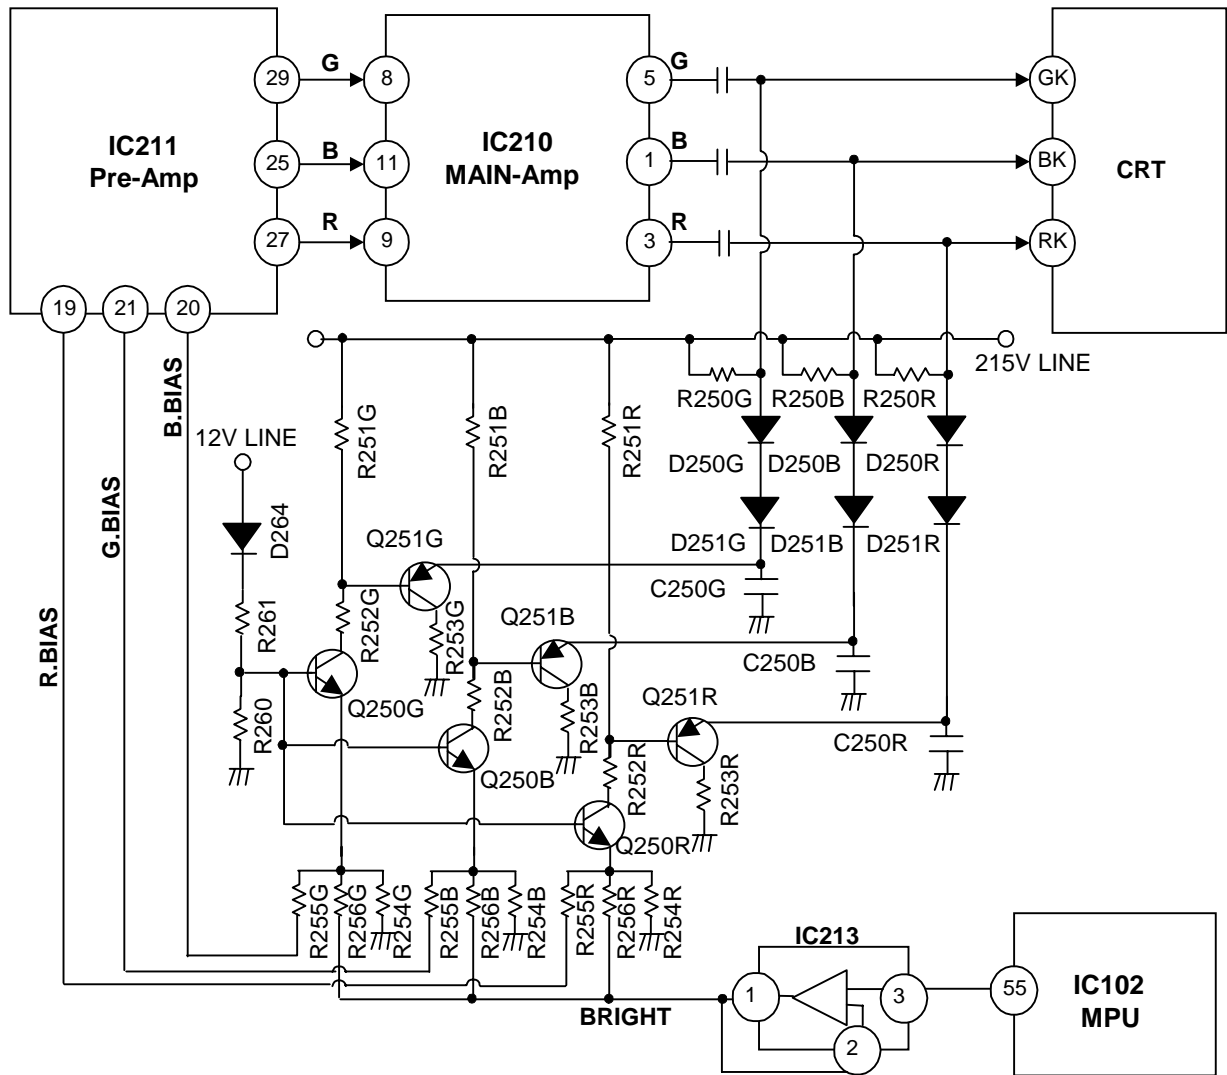 IC211
Pre-Amp
29
25
27
19
21
20
G
B
R
8
11
9
IC210
MAIN-Amp
5
1
3
G
B
R
GK
BK
RK
CRT
215V LINE
R250G
R250B
R250R
D250G
D250B
D250R
D251G
D251B
D251R
C250G
C250B
C250R
R251G
R251B
R251R
12V LINE
D264
R261
R260
B.BIAS
G.BIAS
R.BIAS
Q251G
R252G
R253G
Q250G
Q251B
R252B
R253B
Q250B
Q251R
R252R
R253R
Q250R
R255G
R256G
R254G
R255B
R256B
R254B
R255R
R256R
R254R
BRIGHT
IC213
1
3
2
55
IC102
MPU